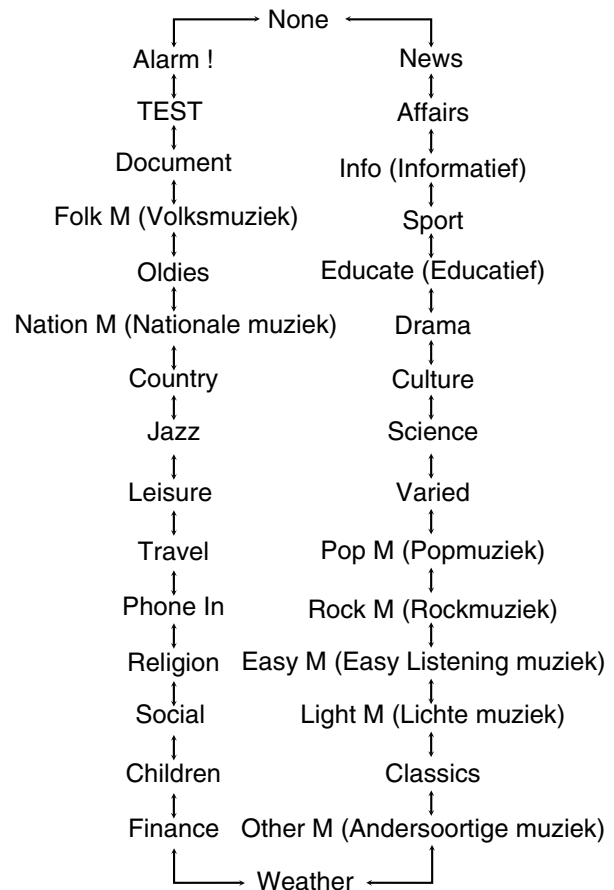 None
Alarm !
News
TEST
Affairs
Document
Info (Informatief)
Folk M (Volksmuziek)
Sport
Oldies
Educate (Educatief)
Nation M (Nationale muziek)
Drama
Country
Culture
Jazz
Science
Leisure
Varied
Travel
Pop M (Popmuziek)
Phone In
Rock M (Rockmuziek)
Religion
Easy M (Easy Listening muziek)
Social
Light M (Lichte muziek)
Children
Classics
Finance
Other M (Andersoortige muziek)
Weather